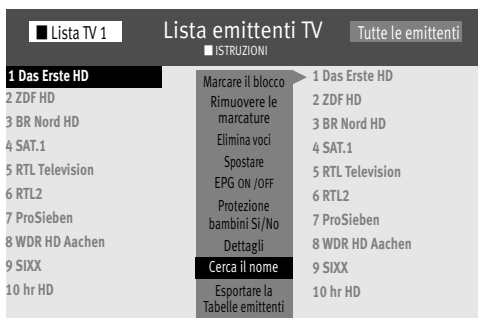 Lista TV 1
Lista emittenti TV
ISTRUZIONI
Tutte le emittenti
1 Das Erste HD
2 ZDF HD
3 BR Nord HD
4 SAT.1
5 RTL Television
6 RTL2
7 ProSieben
8 WDR HD Aachen
9 SIXX
10 hr HD
Marcare il blocco
Rimuovere le
marcature
Elimina voci
Spostare
EPG ON /OFF
Protezione
bambini Si/No
Dettagli
Cerca il nome
Esportare la
Tabelle emittenti
1 Das Erste HD
2 ZDF HD
3 BR Nord HD
4 SAT.1
5 RTL Television
6 RTL2
7 ProSieben
8 WDR HD Aachen
9 SIXX
10 hr HD